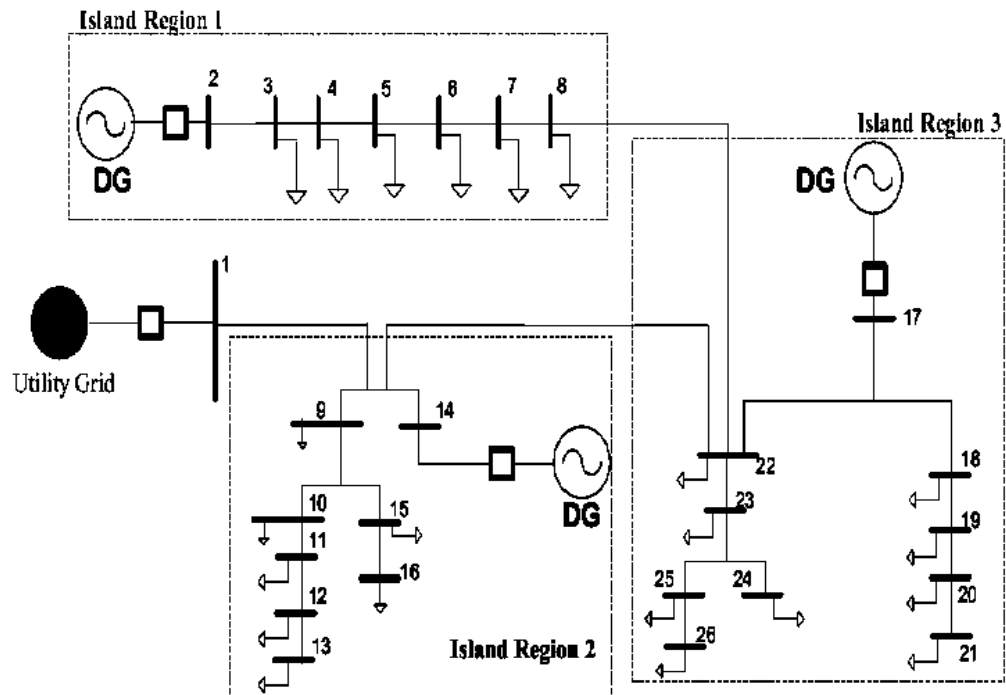 Island Region 1
2 3 4 5 6 7 8
DG
Island Region 3
DG
1
17
Utility Grid
9 14
22
18
DG
23
10 15
19
11
16
25 24
20
12
26
13
21
Island Region 2